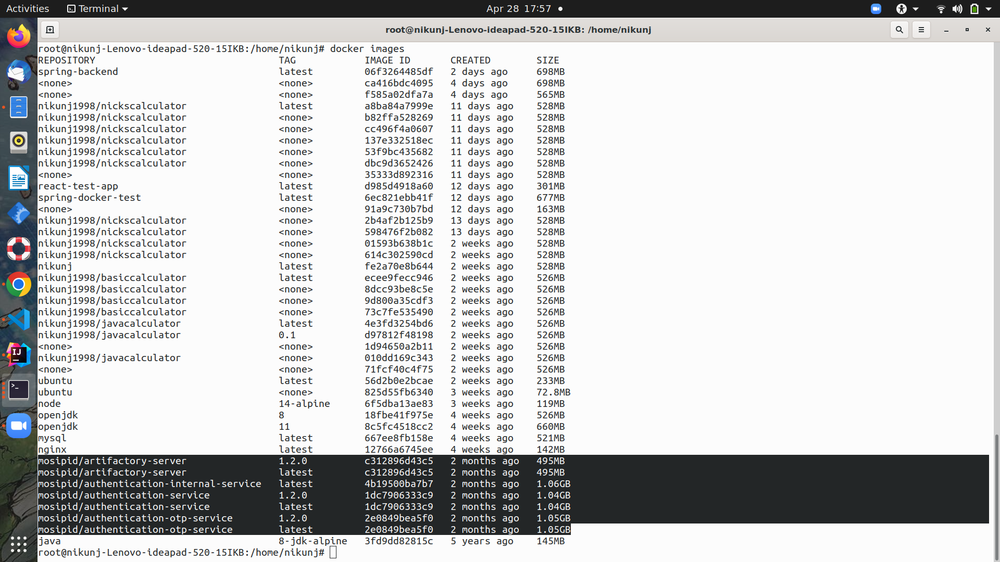 Activities Terminal Apr 28 17:57
root@nikunj-Lenovo-ideapad-520-15IKB: /home/nikunj
root@nikunj-Lenovo-ideapad-520-15IKB:/home/nikunj# docker images
REPOSITORY TAG IMAGE ID CREATED SIZE
spring-backend latest 06f3264485df 2 days ago 698MB
<none> <none> ca416bdc4095 4 days ago 698MB
<none> <none> f585a02dfa7a 4 days ago 565MB
nikunj1998/nickscalculator latest a8ba84a7999e 11 days ago 528MB
nikunj1998/nickscalculator <none> b82ffa528269 11 days ago 528MB
nikunj1998/nickscalculator <none> cc496f4a0607 11 days ago 528MB
nikunj1998/nickscalculator <none> 137e332518ec 11 days ago 528MB
nikunj1998/nickscalculator <none> 53f9bc435682 11 days ago 528MB
nikunj1998/nickscalculator <none> dbc9d3652426 11 days ago 528MB
<none> <none> 35333d892316 11 days ago 528MB
react-test-app latest d985d4918a60 12 days ago 301MB
spring-docker-test latest 6ec821ebb41f 12 days ago 677MB
<none> <none> 91a9c730b7bd 12 days ago 163MB
nikunj1998/nickscalculator <none> 2b4af2b125b9 13 days ago 528MB
nikunj1998/nickscalculator <none> 598476f2b082 13 days ago 528MB
nikunj1998/nickscalculator <none> 01593b638b1c 2 weeks ago 528MB
nikunj1998/nickscalculator <none> 614c302590cd 2 weeks ago 528MB
nikunj latest fe2a70e8b644 2 weeks ago 528MB
nikunj1998/basiccalculator latest ecee9fecc946 2 weeks ago 526MB
nikunj1998/basiccalculator <none> 8dcc93be8c5e 2 weeks ago 526MB
nikunj1998/basiccalculator <none> 9d800a35cdf3 2 weeks ago 526MB
nikunj1998/basiccalculator <none> 73c7fe535490 2 weeks ago 526MB
nikunj1998/javacalculator latest 4e3fd3254bd6 2 weeks ago 526MB
nikunj1998/javacalculator 0.1 d97812f48198 2 weeks ago 526MB
<none> <none> 1d94650a2b11 2 weeks ago 526MB
nikunj1998/javacalculator <none> 010dd169c343 2 weeks ago 526MB
<none> <none> 71fcf40c4f75 2 weeks ago 526MB
ubuntu latest 56d2b0e2bcae 2 weeks ago 233MB
ubuntu <none> 825d55fb6340 3 weeks ago 72.8MB
node 14-alpine 6f5dba13ae83 3 weeks ago 119MB
openjdk 8 18fbe41f975e 4 weeks ago 526MB
openjdk 11 8c5fc4518cc2 4 weeks ago 660MB
mysql latest 667ee8fb158e 4 weeks ago 521MB
nginx latest 12766a6745ee 4 weeks ago 142MB
mosipid/artifactory-server 1.2.0 c312896d43c5 2 months ago 495MB
mosipid/artifactory-server latest c312896d43c5 2 months ago 495MB
mosipid/authentication-internal-service latest 4b19500ba7b7 2 months ago 1.06GB
mosipid/authentication-service 1.2.0 1dc7906333c9 2 months ago 1.04GB
mosipid/authentication-service latest 1dc7906333c9 2 months ago 1.04GB
mosipid/authentication-otp-service 1.2.0 2e0849bea5f0 2 months ago 1.05GB
mosipid/authentication-otp-service latest 2e0849bea5f0 2 months ago 1.05GB
java 8-jdk-alpine 3fd9dd82815c 5 years ago 145MB
root@nikunj-Lenovo-ideapad-520-15IKB:/home/nikunj#
IJ